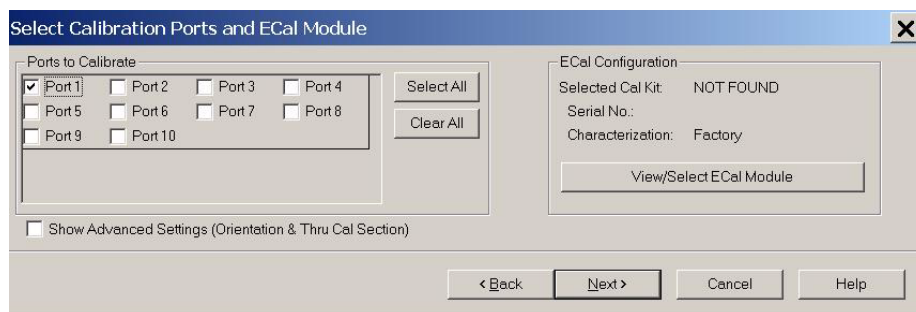 Select Calibration Ports and ECal Module
Ports to Calibrate
Port 1 Port 2 Port 3 Port 4
Port 5 Port 6 Port 7 Port 8
Port 9 Port 10
Select All
Clear All
ECal Configuration
Selected Cal Kit: NOT FOUND
Serial No.:
Characterization: Factory
View/Select ECal Module
Show Advanced Settings (Orientation & Thru Cal Section)
< Back Next > Cancel Help